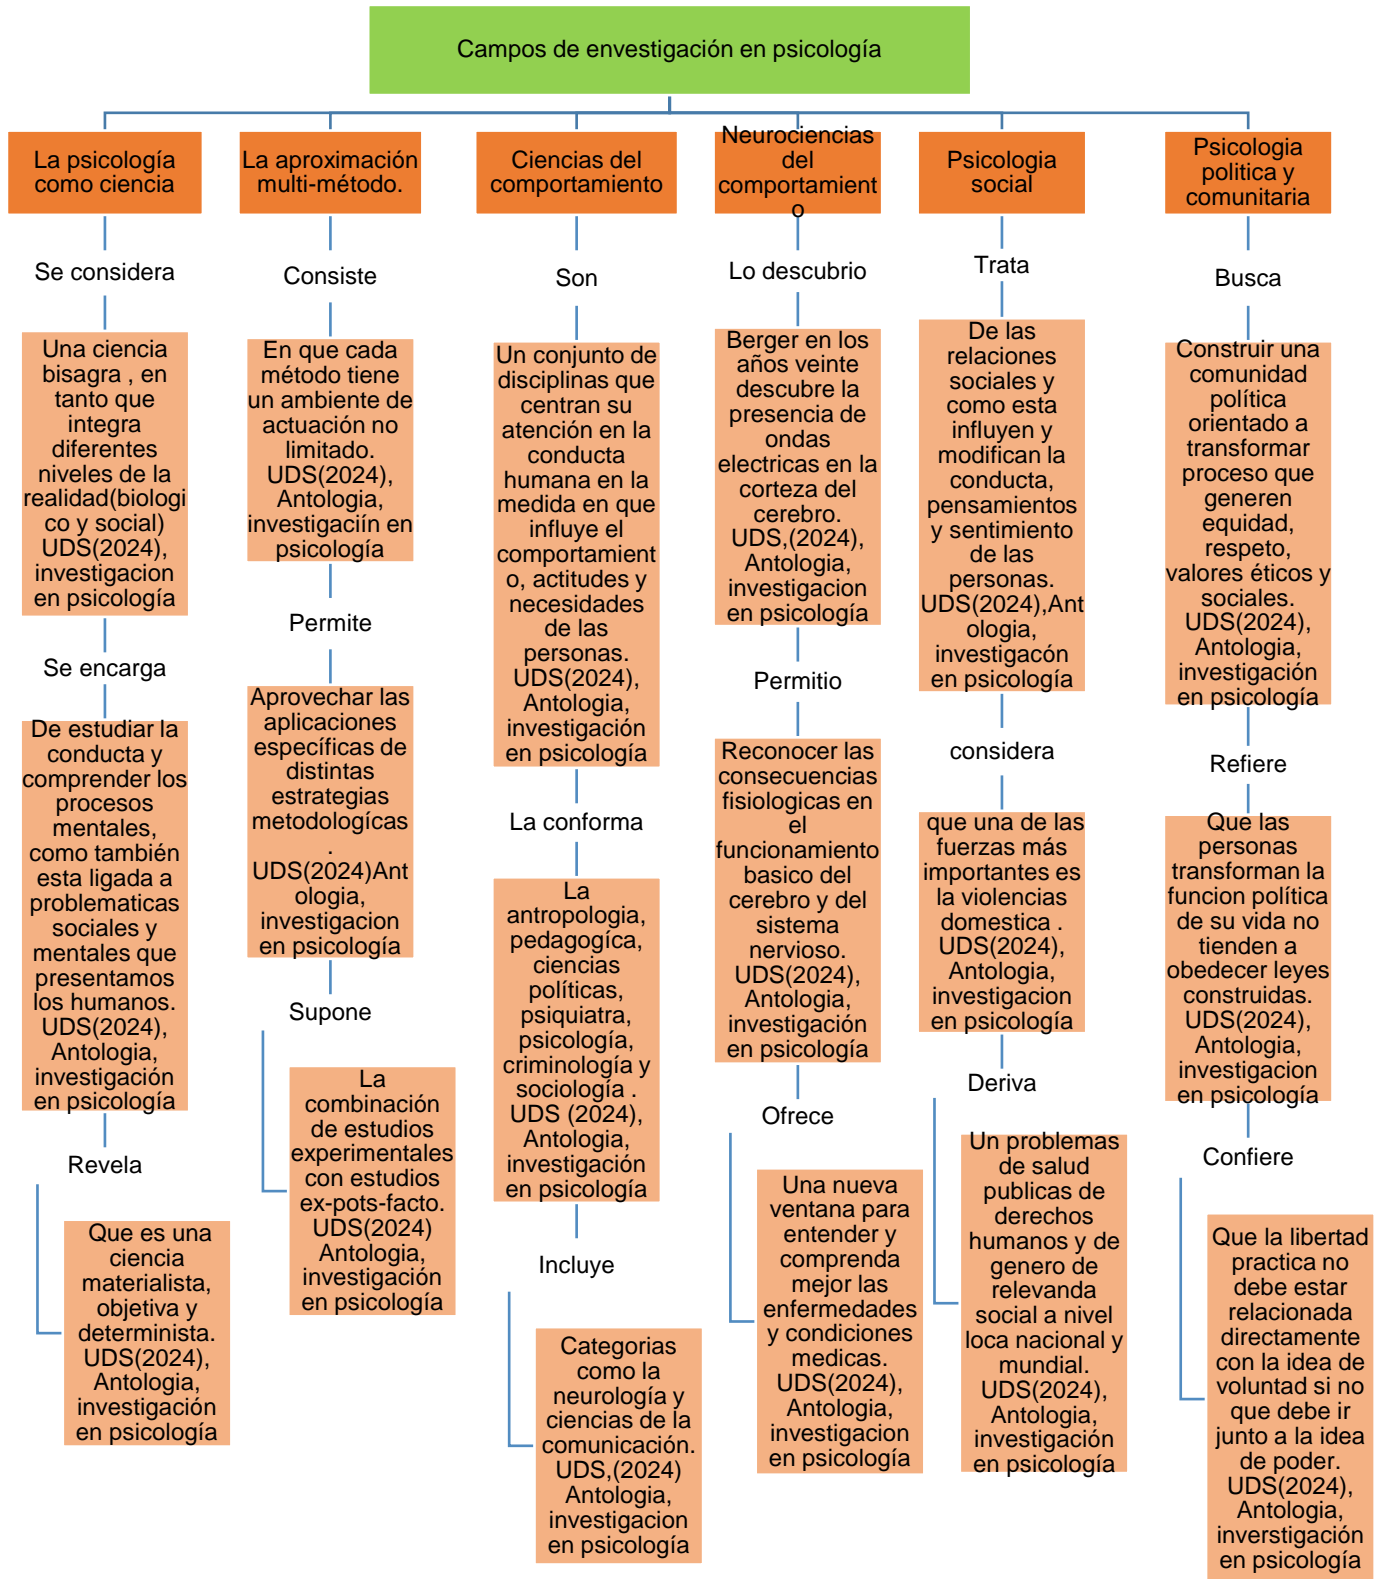 Campos de envestigación en psicología
La psicología
como ciencia
Se considera
Una ciencia
bisagra , en
tanto que
integra
diferentes
niveles de la
realidad(biologi
co y social)
UDS(2024),
investigacion
en psicología
Se encarga
De estudiar la
conducta y
comprender los
procesos
mentales,
como también
esta ligada a
problematicas
sociales y
mentales que
presentamos
los humanos.
UDS(2024),
Antologia,
investigación
en psicología
Revela
Que es una
ciencia
materialista,
objetiva y
determinista.
UDS(2024),
Antologia,
investigación
en psicología
La aproximación
multi-método.
Consiste
En que cada
método tiene
un ambiente de
actuación no
limitado.
UDS(2024),
Antologia,
investigaciín en
psicología
Permite
Aprovechar las
aplicaciones
específicas de
distintas
estrategias
metodologícas
.
UDS(2024)Ant
ologia,
investigacion
en psicología
Supone
La
combinación
de estudios
experimentales
con estudios
ex-pots-facto.
UDS(2024)
Antologia,
investigación
en psicología
Ciencias del
comportamiento
Son
Un conjunto de
disciplinas que
centran su
atención en la
conducta
humana en la
medida en que
influye el
comportamient
o, actitudes y
necesidades
de las
personas.
UDS(2024),
Antologia,
investigación
en psicología
La conforma
La
antropologia,
pedagogíca,
ciencias
políticas,
psiquiatra,
psicología,
criminología y
sociología .
UDS (2024),
Antologia,
investigación
en psicología
Incluye
Categorias
como la
neurología y
ciencias de la
comunicación.
UDS,(2024)
Antologia,
investigacion
en psicología
Neurociencias
del
comportamient
o
Lo descubrio
Berger en los
años veinte
descubre la
presencia de
ondas
electricas en la
corteza del
cerebro.
UDS,(2024),
Antologia,
investigacion
en psicología
Permitio
Reconocer las
consecuencias
fisiologicas en
el
funcionamiento
basico del
cerebro y del
sistema
nervioso.
UDS(2024),
Antologia,
investigación
en psicología
Ofrece
Una nueva
ventana para
entender y
comprenda
mejor las
enfermedades
y condiciones
medicas.
UDS(2024),
Antologia,
investigacion
en psicología
Psicologia
social
Trata
De las
relaciones
sociales y
como esta
influyen y
modifican la
conducta,
pensamientos
y sentimiento
de las
personas.
UDS(2024),Ant
ologia,
investigacón
en psicología
considera
que una de las
fuerzas más
importantes es
la violencias
domestica .
UDS(2024),
Antologia,
investigacion
en psicología
Deriva
Un problemas
de salud
publicas de
derechos
humanos y de
genero de
relevanda
social a nivel
loca nacional y
mundial.
UDS(2024),
Antologia,
investigación
en psicología
Psicologia
politica y
comunitaria
Busca
Construir una
comunidad
política
orientado a
transformar
proceso que
generen
equidad,
respeto,
valores éticos y
sociales.
UDS(2024),
Antologia,
investigación
en psicología
Refiere
Que las
personas
transforman la
funcion política
de su vida no
tienden a
obedecer leyes
construidas.
UDS(2024),
Antologia,
investigacion
en psicología
Confiere
Que la libertad
practica no
debe estar
relacionada
directamente
con la idea de
voluntad si no
que debe ir
junto a la idea
de poder.
UDS(2024),
Antologia,
inverstigación
en psicología